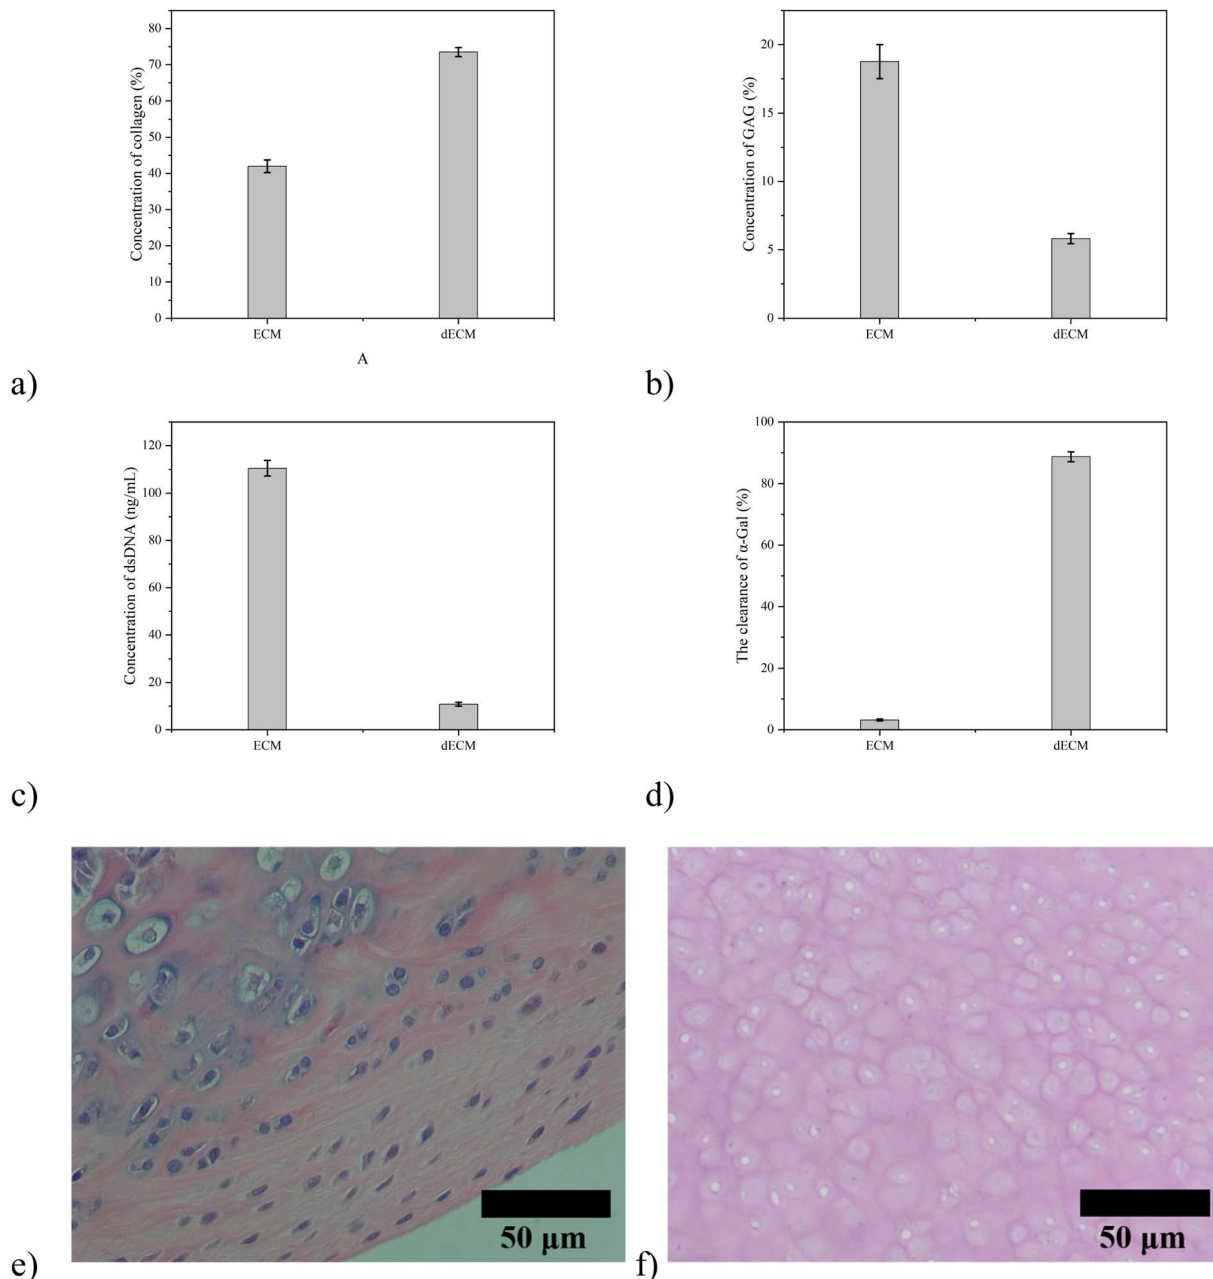 Concentration of collagen (%)
80
70
60
50
40
30
20
10
0
ECM
dECM
A
a)
Concentration of GAG (%)
20
15
10
5
0
ECM
dECM
b)
Concentration of dsDNA (ng/mL)
120
100
80
60
40
20
0
ECM
dECM
c)
The clearance of α-Gal (%)
100
80
60
40
20
0
ECM
dECM
d)
50 μm
e)
50 μm
f)